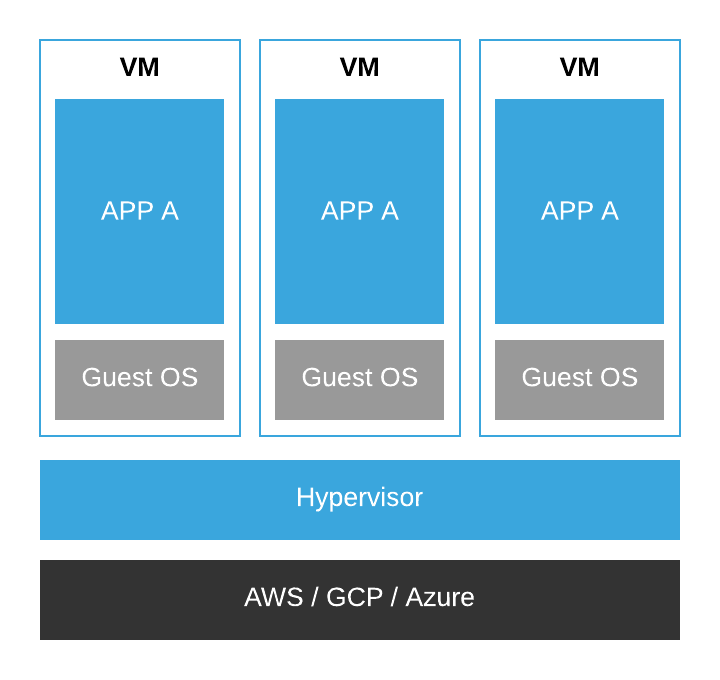 VM VM VM
APP A APP A APP A
Guest OS Guest OS Guest OS
Hypervisor
AWS / GCP / Azure